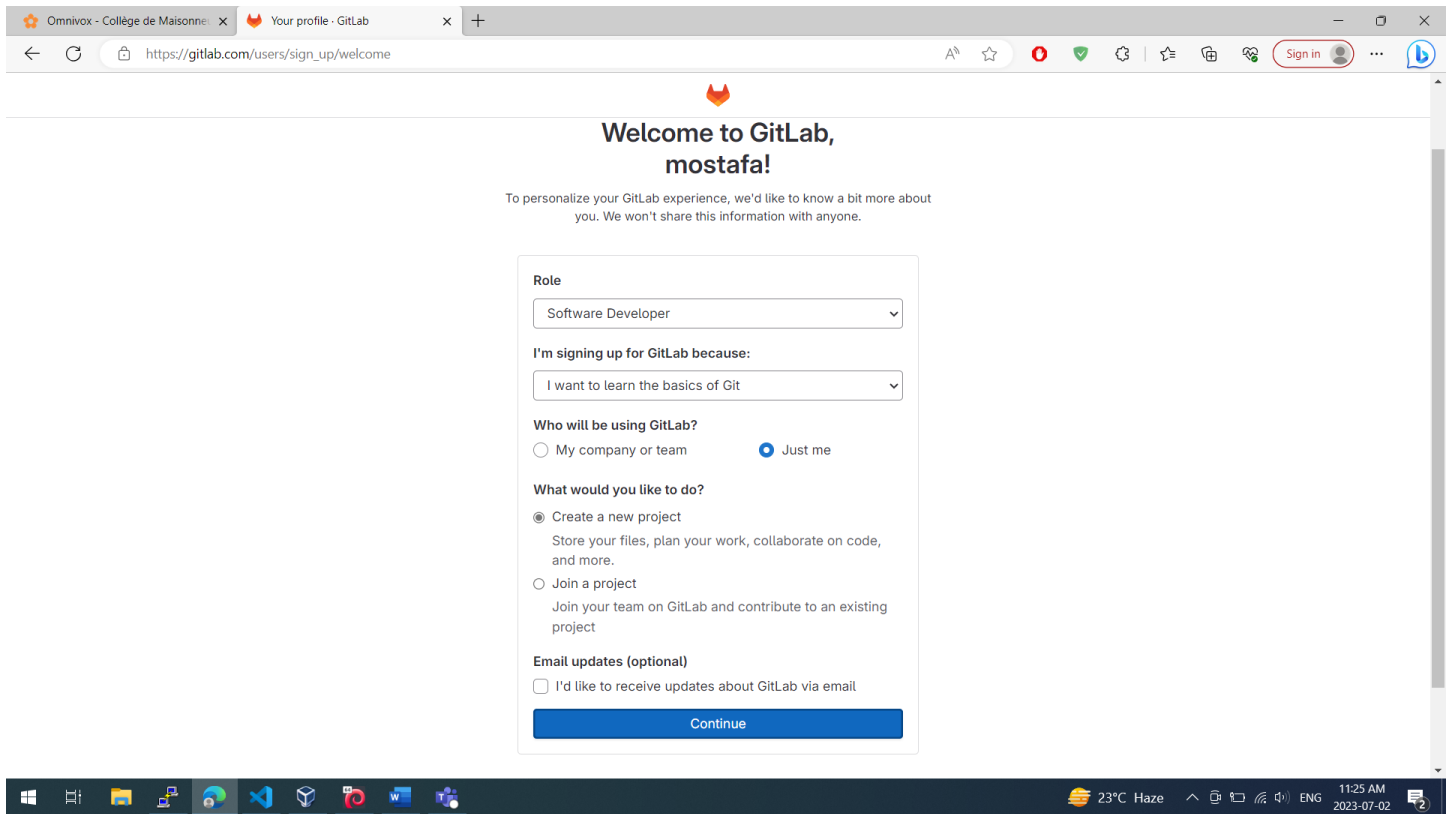 Omnivox - Collège de Maisonne
Your profile · GitLab
https://gitlab.com/users/sign_up/welcome
Sign in
Welcome to GitLab,
mostafa!
To personalize your GitLab experience, we'd like to know a bit more about
you. We won't share this information with anyone.
Role
Software Developer
I'm signing up for GitLab because:
I want to learn the basics of Git
Who will be using GitLab?
My company or team
Just me
What would you like to do?
Create a new project
Store your files, plan your work, collaborate on code,
and more.
Join a project
Join your team on GitLab and contribute to an existing
project
Email updates (optional)
I'd like to receive updates about GitLab via email
Continue
23°C Haze
ENG
11:25 AM
2023-07-02
2